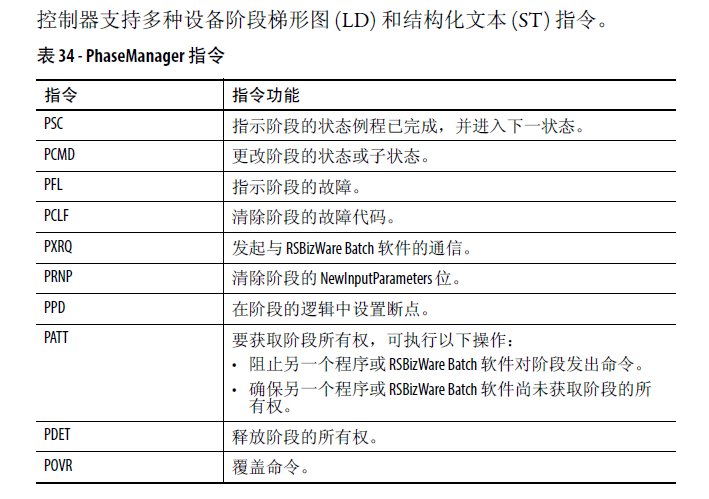 控制器支持多种设备阶段梯形图 (LD) 和结构化文本 (ST) 指令。
表 34 - PhaseManager 指令
指令 指令功能
PSC 指示阶段的状态例程已完成，并进入下一状态。
PCMD 更改阶段的状态或子状态。
PFL 指示阶段的故障。
PCLF 清除阶段的故障代码。
PXRQ 发起与 RSBizWare Batch 软件的通信。
PRNP 清除阶段的 NewInputParameters 位。
PPD 在阶段的逻辑中设置断点。
PATT 要获取阶段所有权，可执行以下操作：
• 阻止另一个程序或 RSBizWare Batch 软件对阶段发出命令。
• 确保另一个程序或 RSBizWare Batch 软件尚未获取阶段的所
有权。
PDET 释放阶段的所有权。
POVR 覆盖命令。